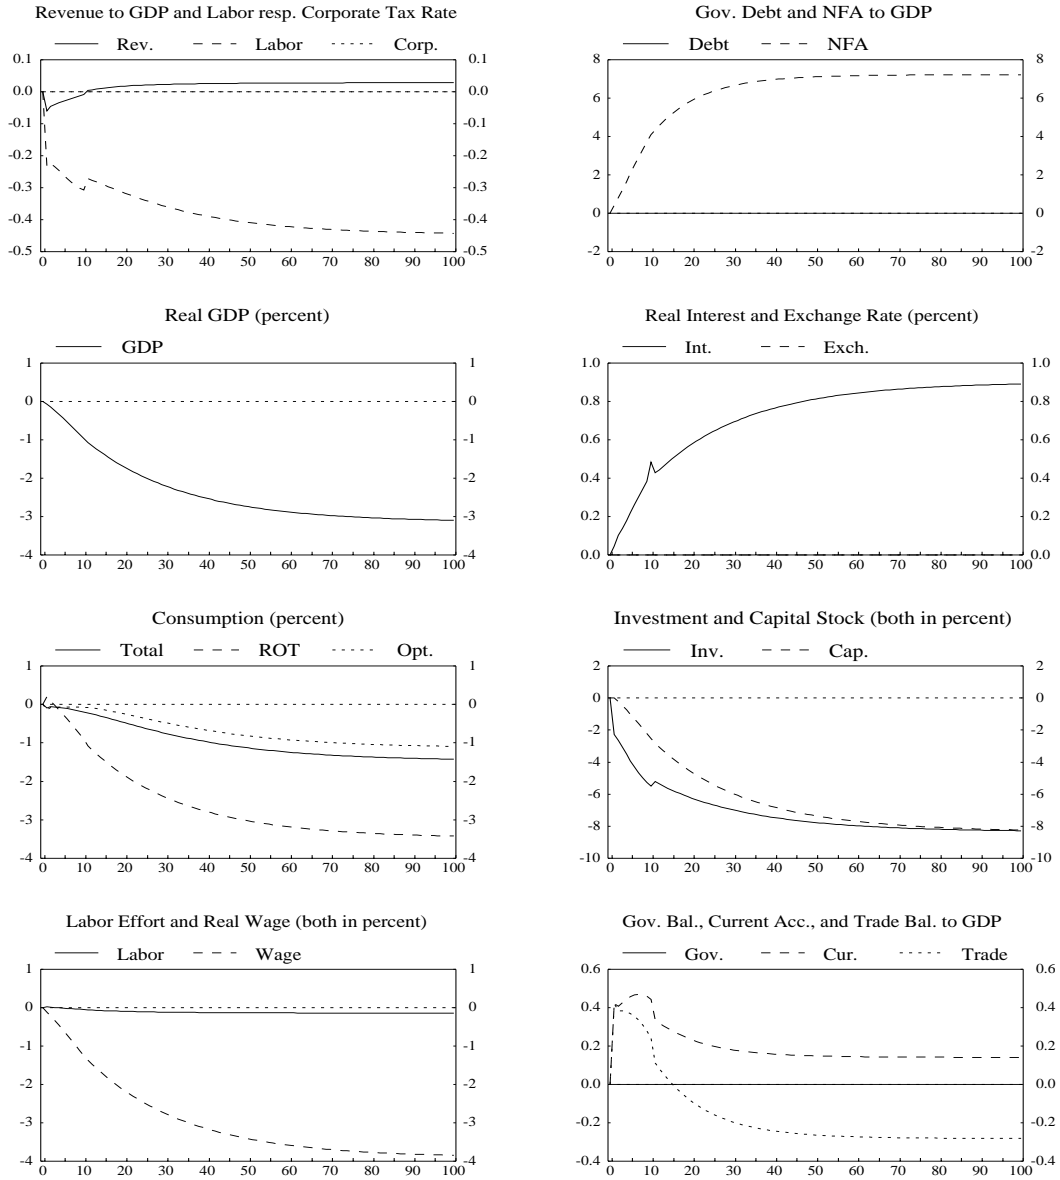 Revenue to GDP and Labor resp. Corporate Tax Rate
Rev. Labor Corp.
0.1 0.1
0.0 0.0
-0.1 -0.1
-0.2 -0.2
-0.3 -0.3
-0.4 -0.4
-0.5 -0.5
0 10 20 30 40 50 60 70 80 90 100
Gov. Debt and NFA to GDP
Debt NFA
8 8
6 6
4 4
2 2
0 0
-2 -2
0 10 20 30 40 50 60 70 80 90 100
Real GDP (percent)
GDP
1 1
0 0
-1 -1
-2 -2
-3 -3
-4 -4
0 10 20 30 40 50 60 70 80 90 100
Real Interest and Exchange Rate (percent)
Int. Exch.
1.0 1.0
0.8 0.8
0.6 0.6
0.4 0.4
0.2 0.2
0.0 0.0
0 10 20 30 40 50 60 70 80 90 100
Consumption (percent)
Total ROT Opt.
1 1
0 0
-1 -1
-2 -2
-3 -3
-4 -4
0 10 20 30 40 50 60 70 80 90 100
Investment and Capital Stock (both in percent)
Inv. Cap.
2 2
0 0
-2 -2
-4 -4
-6 -6
-8 -8
-10 -10
0 10 20 30 40 50 60 70 80 90 100
Labor Effort and Real Wage (both in percent)
Labor Wage
1 1
0 0
-1 -1
-2 -2
-3 -3
-4 -4
0 10 20 30 40 50 60 70 80 90 100
Gov. Bal., Current Acc., and Trade Bal. to GDP
Gov. Cur. Trade
0.6 0.6
0.4 0.4
0.2 0.2
0.0 0.0
-0.2 -0.2
-0.4 -0.4
0 10 20 30 40 50 60 70 80 90 100